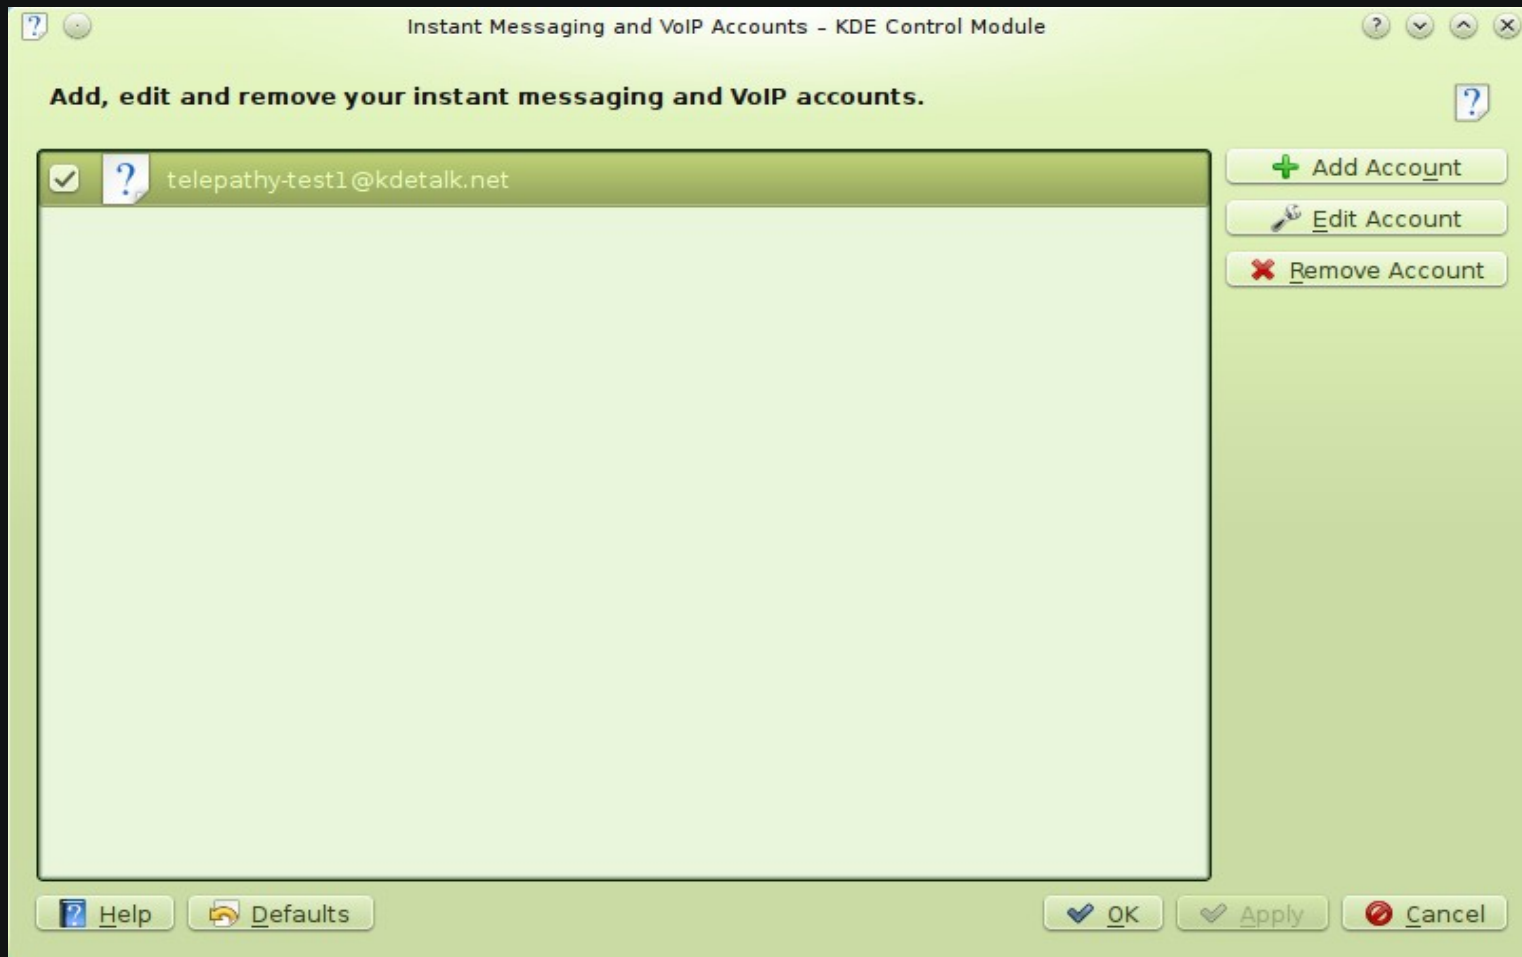 Instant Messaging and VoIP Accounts – KDE Control Module
Add, edit and remove your instant messaging and VoIP accounts.
telepathy-test1@kdetalk.net
Add Account
Edit Account
Remove Account
Help
Defaults
OK
Apply
Cancel